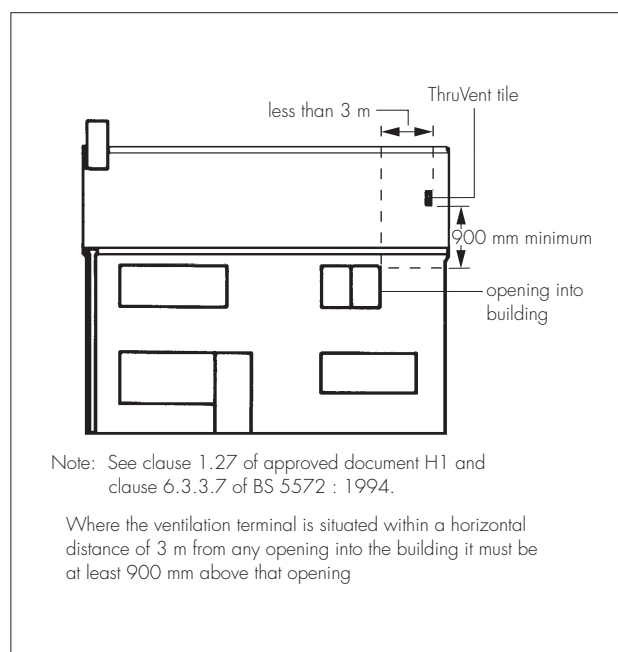 ThruVent tile
less than 3 m
900 mm minimum
opening into
building
Note: See clause 1.27 of approved document H1 and
clause 6.3.3.7 of BS 5572 : 1994.
Where the ventilation terminal is situated within a horizontal
distance of 3 m from any opening into the building it must be
at least 900 mm above that opening